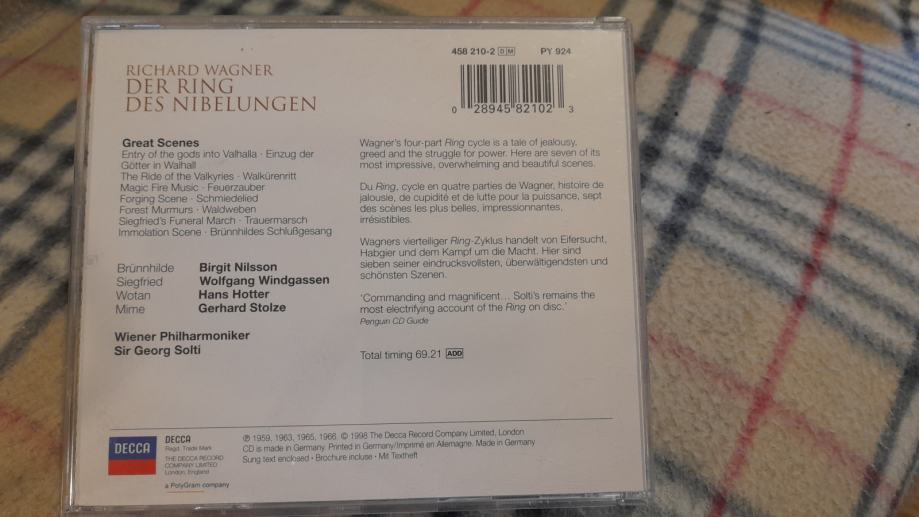 458 210-2 DM PY 924
RICHARD WAGNER
DER RING
DES NIBELUNGEN
0 28945 82102 3
Great Scenes
Entry of the gods into Valhalla · Einzug der
Götter in Walhall
The Ride of the Valkyries · Walkürenritt
Magic Fire Music · Feuerzauber
Forging Scene · Schmiedelied
Forest Murmurs · Waldweben
Siegfried's Funeral March · Trauermarsch
Immolation Scene · Brünnhildes Schlußgesang
Brünnhilde Birgit Nilsson
Siegfried Wolfgang Windgassen
Wotan Hans Hotter
Mime Gerhard Stolze
Wiener Philharmoniker
Sir Georg Solti
Wagner's four-part Ring cycle is a tale of jealousy,
greed and the struggle for power. Here are seven of its
most impressive, overwhelming and beautiful scenes.
Du Ring, cycle en quatre parties de Wagner, histoire de
jalousie, de cupidité et de lutte pour la puissance, sept
des scènes les plus belles, impressionnantes,
irrésistibles.
Wagners vierteiliger Ring-Zyklus handelt von Eifersucht,
Habgier und dem Kampf um die Macht. Hier sind
sieben seiner eindrucksvollsten, überwältigendsten und
schönsten Szenen.
'Commanding and magnificent... Solti's remains the
most electrifying account of the Ring on disc.'
Penguin CD Guide
Total timing 69.21 ADD
DECCA
DECCA
Regd. Trade Mark
THE DECCA RECORD
COMPANY LIMITED
London, England
a PolyGram company
℗ 1959, 1963, 1965, 1966. © 1998 The Decca Record Company Limited, London
CD is made in Germany. Printed in Germany/Imprimé en Allemagne. Made in Germany
Sung text enclosed · Brochure incluse · Mit Textheft